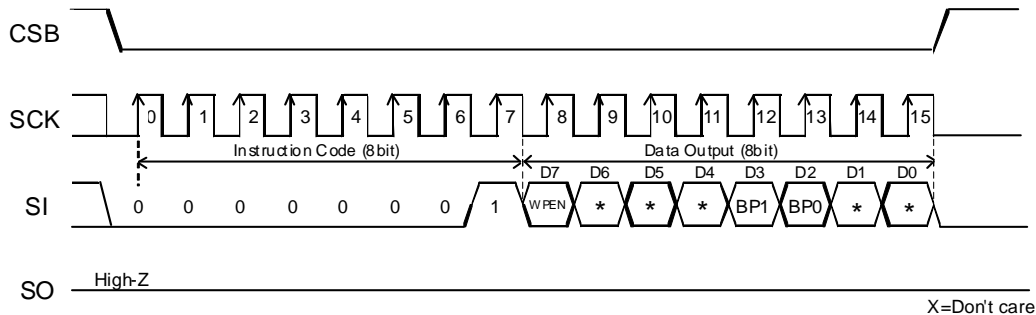 CSB
SCK
0 1 2 3 4 5 6 7 8 9 10 11 12 13 14 15
Instruction Code (8bit) Data Output (8bit)
D7 D6 D5 D4 D3 D2 D1 D0
SI 0 0 0 0 0 0 0 1 WPEN * * * BP1 BP0 * *
High-Z
SO
X=Don't care